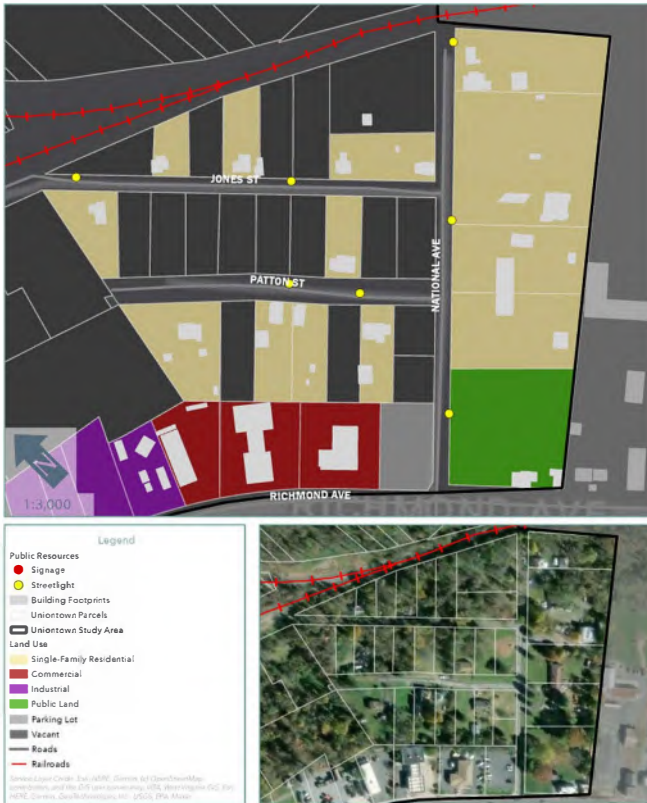 JONES ST
PATTON ST
NATIONAL AVE
N
1:3,000
RICHMOND AVE
Legend
Public Resources
Signage
Streetlight
Building Footprints
Uniontown Parcels
Uniontown Study Area
Land Use
Single-Family Residential
Commercial
Industrial
Public Land
Parking Lot
Vacant
Roads
Railroads